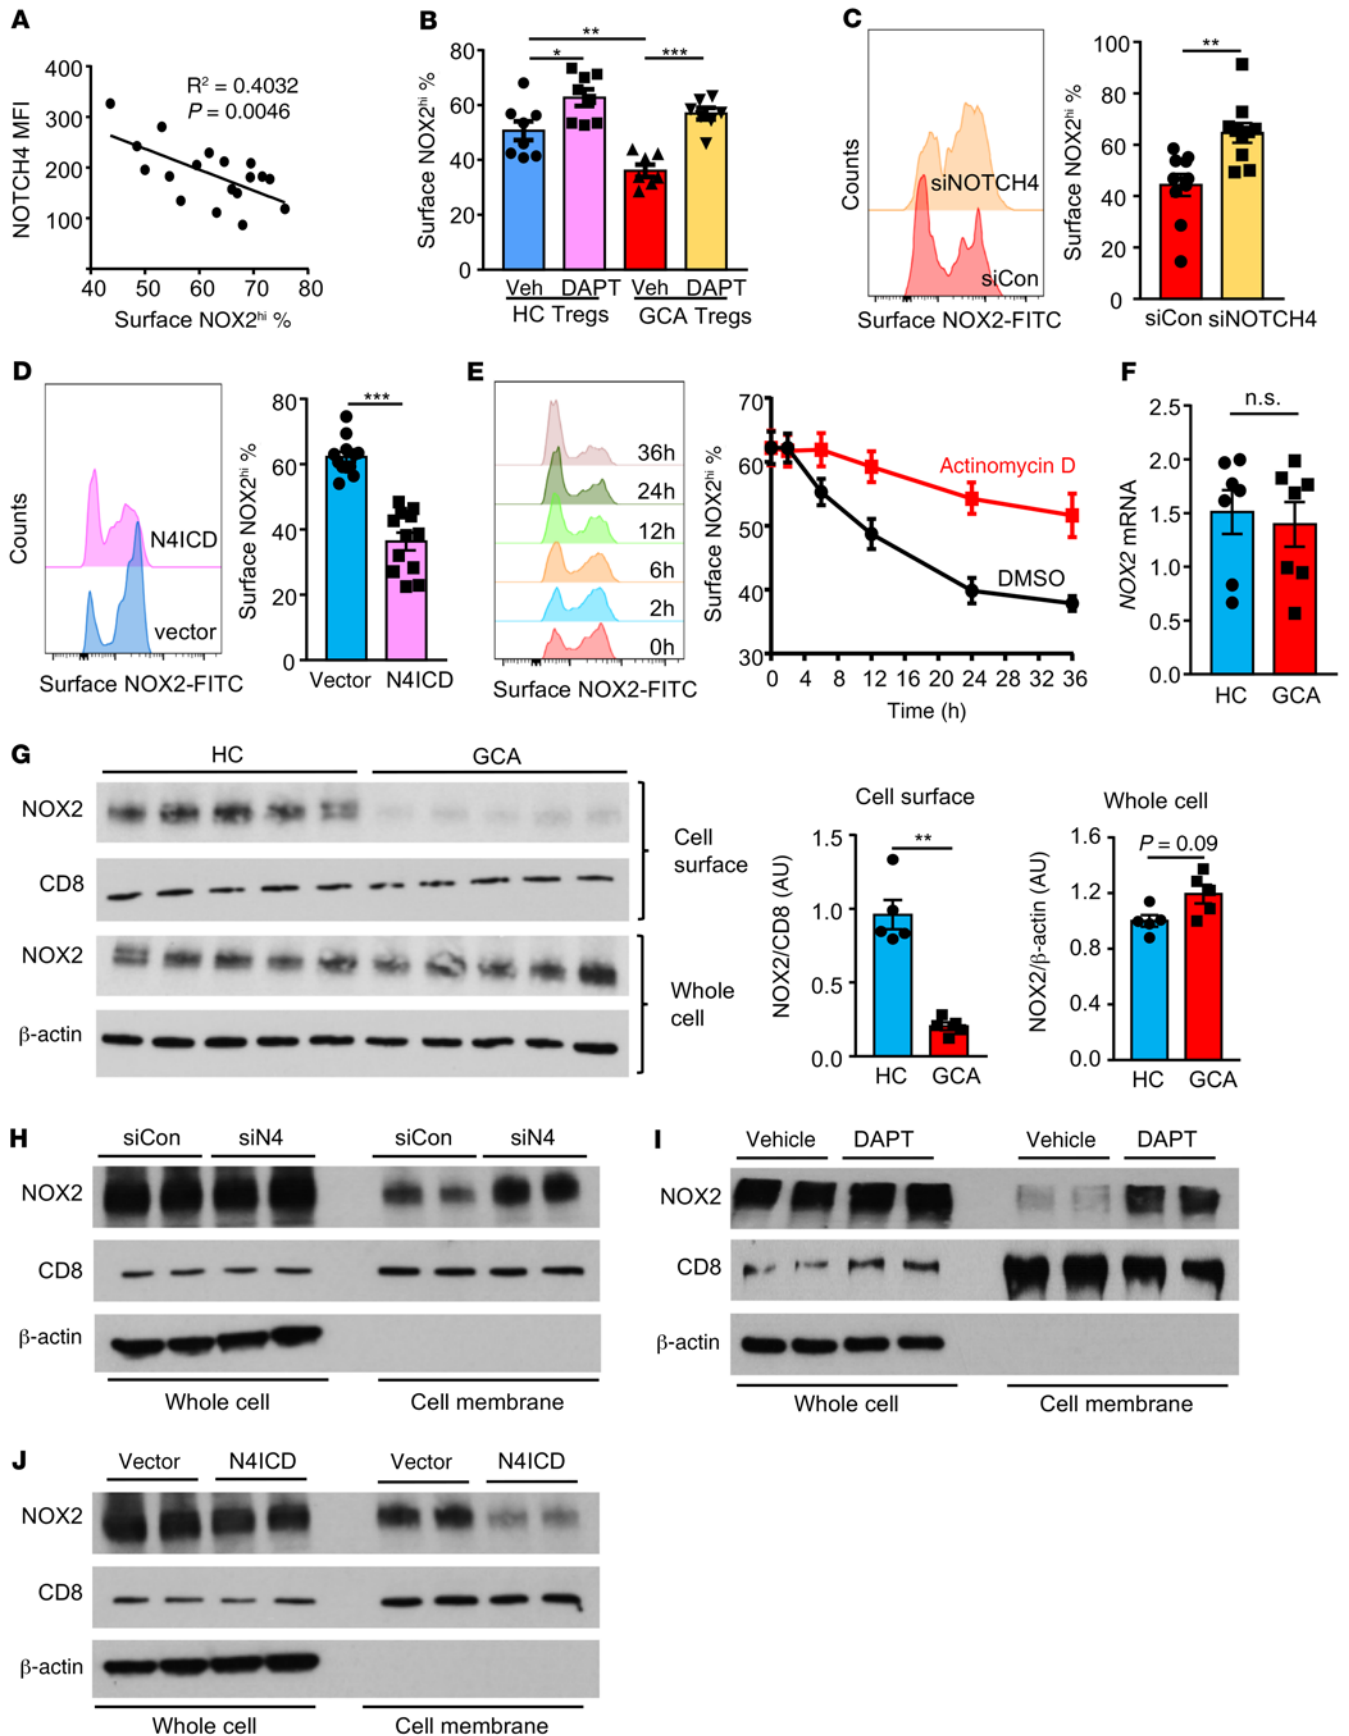 A
400
300
200
100
NOTCH4 MFI
R² = 0.4032
P = 0.0046
40 50 60 70 80
Surface NOX2ʰⁱ %
B
80
60
40
20
0
Surface NOX2ʰⁱ %
**
* ***
Veh DAPT Veh DAPT
HC Tregs GCA Tregs
C
Counts
siNOTCH4
siCon
Surface NOX2-FITC
100
80
60
40
20
0
Surface NOX2ʰⁱ %
**
siCon siNOTCH4
D
Counts
N4ICD
vector
Surface NOX2-FITC
80
60
40
20
0
Surface NOX2ʰⁱ %
***
Vector N4ICD
E
36h
24h
12h
6h
2h
0h
Surface NOX2-FITC
70
60
50
40
30
Surface NOX2ʰⁱ %
Actinomycin D
DMSO
0 4 8 12 16 20 24 28 32 36
Time (h)
F
2.5
2.0
1.5
1.0
0.5
0.0
NOX2 mRNA
n.s.
HC GCA
G
HC GCA
NOX2
CD8
Cell
surface
NOX2
β-actin
Whole
cell
Cell surface
1.5
1.0
0.5
0.0
NOX2/CD8 (AU)
**
HC GCA
Whole cell
1.6
1.2
0.8
0.4
0.0
NOX2/β-actin (AU)
P = 0.09
HC GCA
H
siCon siN4 siCon siN4
NOX2
CD8
β-actin
Whole cell Cell membrane
I
Vehicle DAPT Vehicle DAPT
NOX2
CD8
β-actin
Whole cell Cell membrane
J
Vector N4ICD Vector N4ICD
NOX2
CD8
β-actin
Whole cell Cell membrane